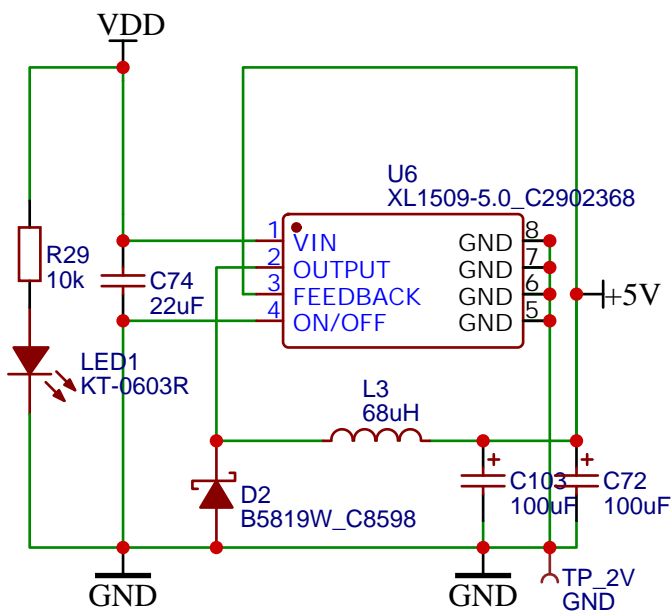 VDD
U6
XL1509-5.0_C2902368
1 VIN GND 8
2 OUTPUT GND 7
3 FEEDBACK GND 6
4 ON/OFF GND 5
R29
10k
C74
22uF
+5V
LED1
KT-0603R
L3
68uH
D2
B5819W_C8598
C103
100uF
C72
100uF
GND
GND
TP_2V
GND